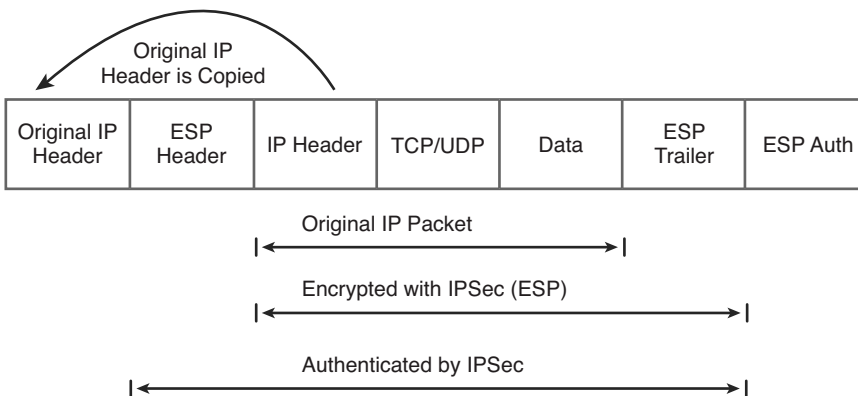 Original IP
Header is Copied
Original IP
Header
ESP
Header
IP Header
TCP/UDP
Data
ESP
Trailer
ESP Auth
Original IP Packet
Encrypted with IPSec (ESP)
Authenticated by IPSec